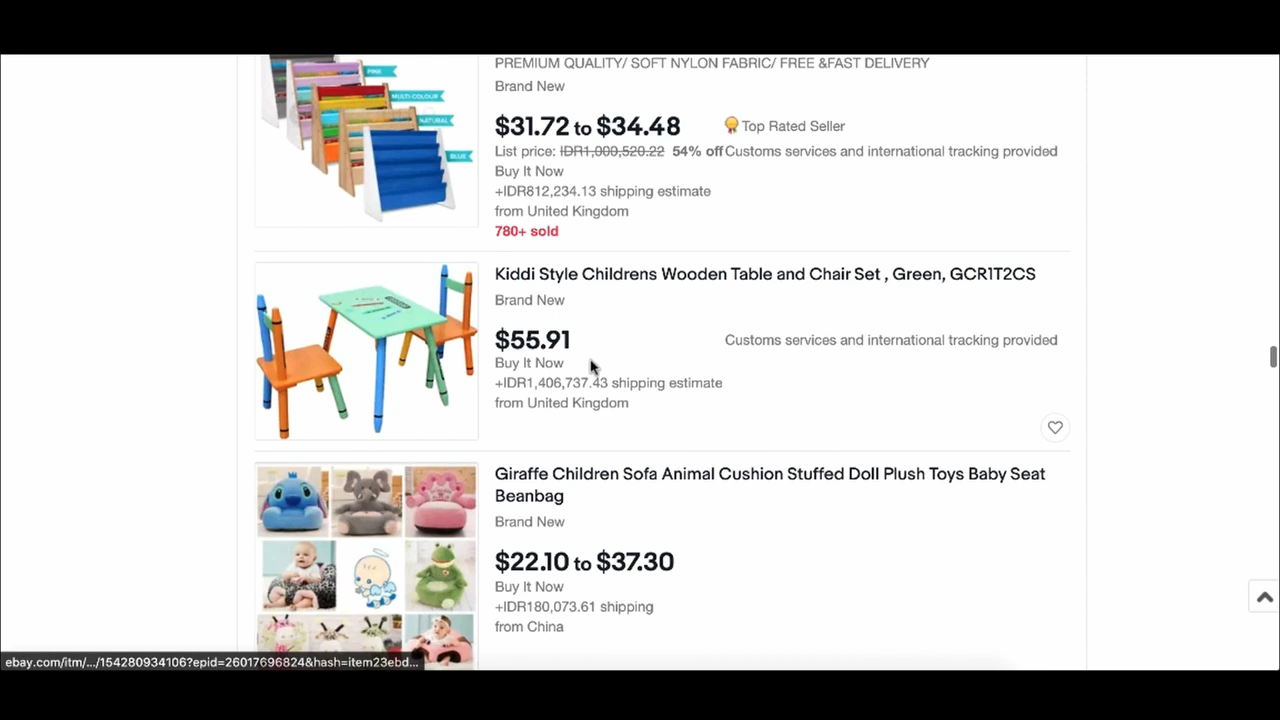 PREMIUM QUALITY/ SOFT NYLON FABRIC/ FREE &FAST DELIVERY
PINK
MULTI-COLOUR
NATURAL
BLUE
Brand New
$31.72 to $34.48
Top Rated Seller
List price: IDR1,000,520.22 54% off
Customs services and international tracking provided
Buy It Now
+IDR812,234.13 shipping estimate
from United Kingdom
780+ sold
Kiddi Style Childrens Wooden Table and Chair Set , Green, GCR1T2CS
Brand New
$55.91
Customs services and international tracking provided
Buy It Now
+IDR1,406,737.43 shipping estimate
from United Kingdom
Giraffe Children Sofa Animal Cushion Stuffed Doll Plush Toys Baby Seat
Beanbag
Brand New
$22.10 to $37.30
Buy It Now
+IDR180,073.61 shipping
from China
ebay.com/itm/.../154280934106?epid=26017696824&hash=item23ebd...